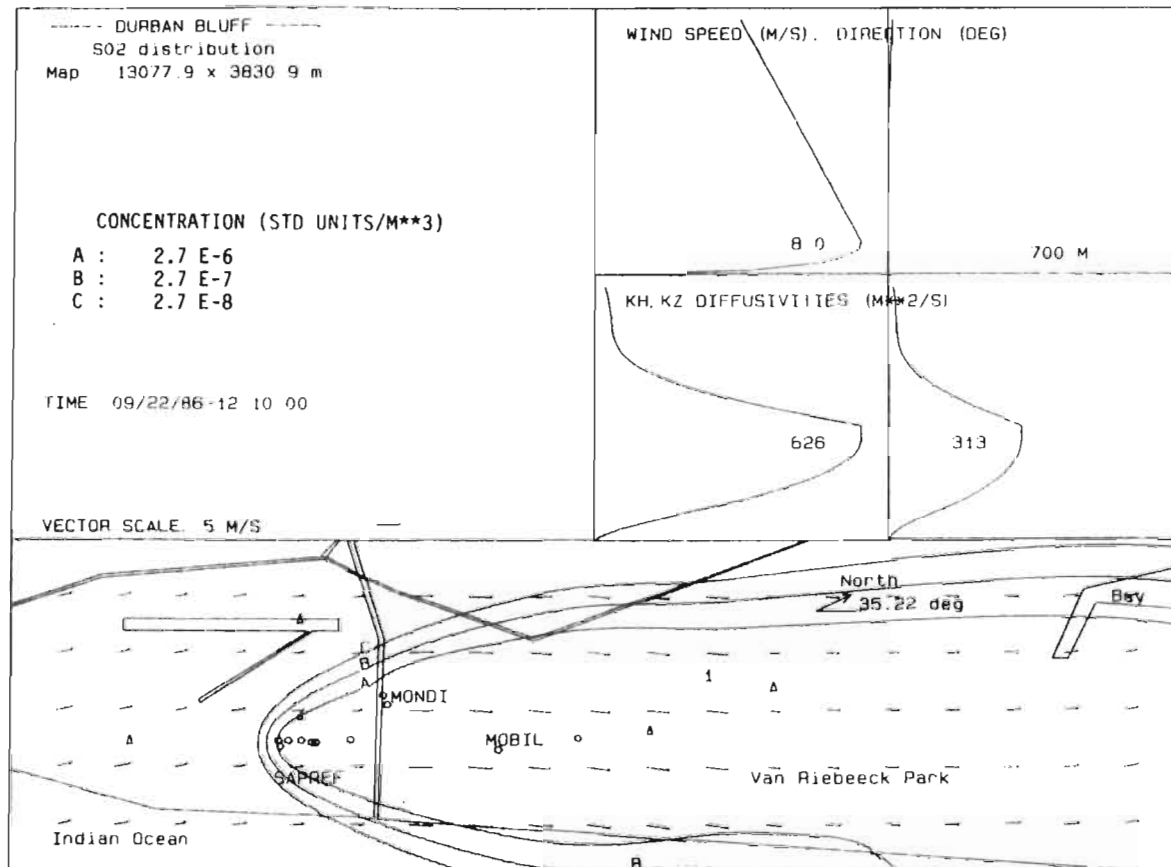 DURBAN BLUFF
SO2 distribution
Map 13077.9 x 3830 9 m
CONCENTRATION (STD UNITS/M**3)
A : 2.7 E-6
B : 2.7 E-7
C : 2.7 E-8
TIME 09/22/86-12 10 00
VECTOR SCALE. 5 M/S
WIND SPEED (M/S). DIRECTION (DEG)
8 0
700 M
KH, KZ DIFFUSIVITIES (M**2/S)
626
313
North
35.22 deg
Bay
C
B
A
1
MONDI
MOBIL
SAPREF
Van Riebeeck Park
Indian Ocean
B